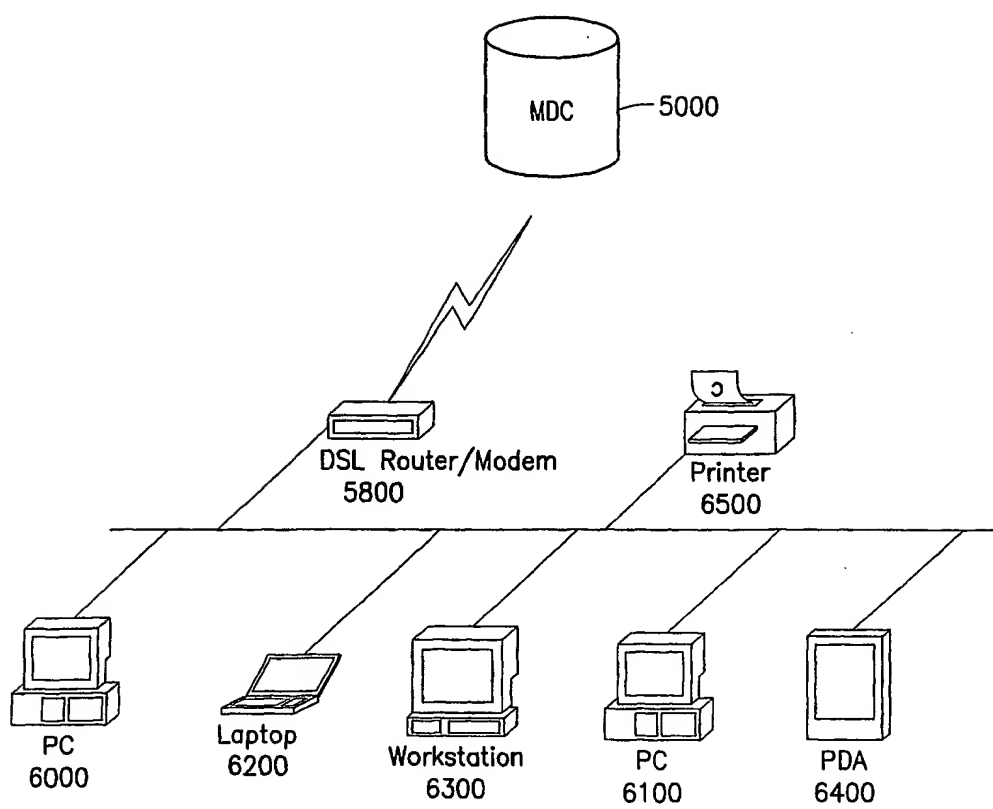 MDC
5000
DSL Router/Modem
5800
Printer
6500
PC
6000
Laptop
6200
Workstation
6300
PC
6100
PDA
6400